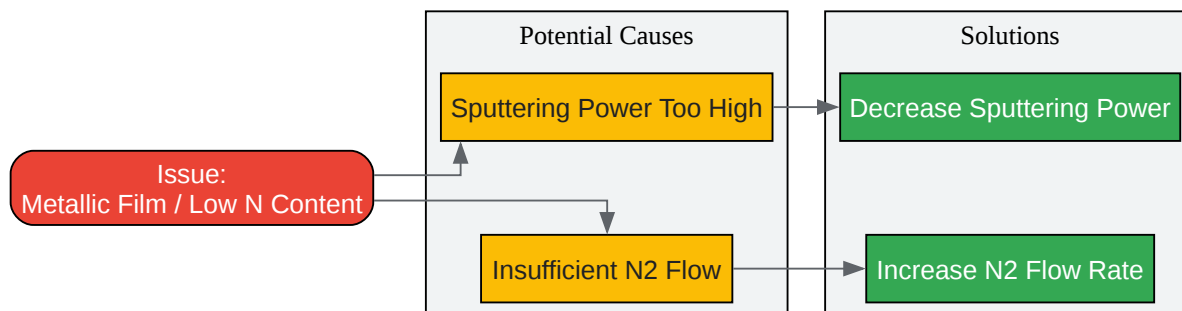 Potential Causes
Solutions
Sputtering Power Too High
Decrease Sputtering Power
Issue:
Metallic Film / Low N Content
Insufficient N2 Flow
Increase N2 Flow Rate